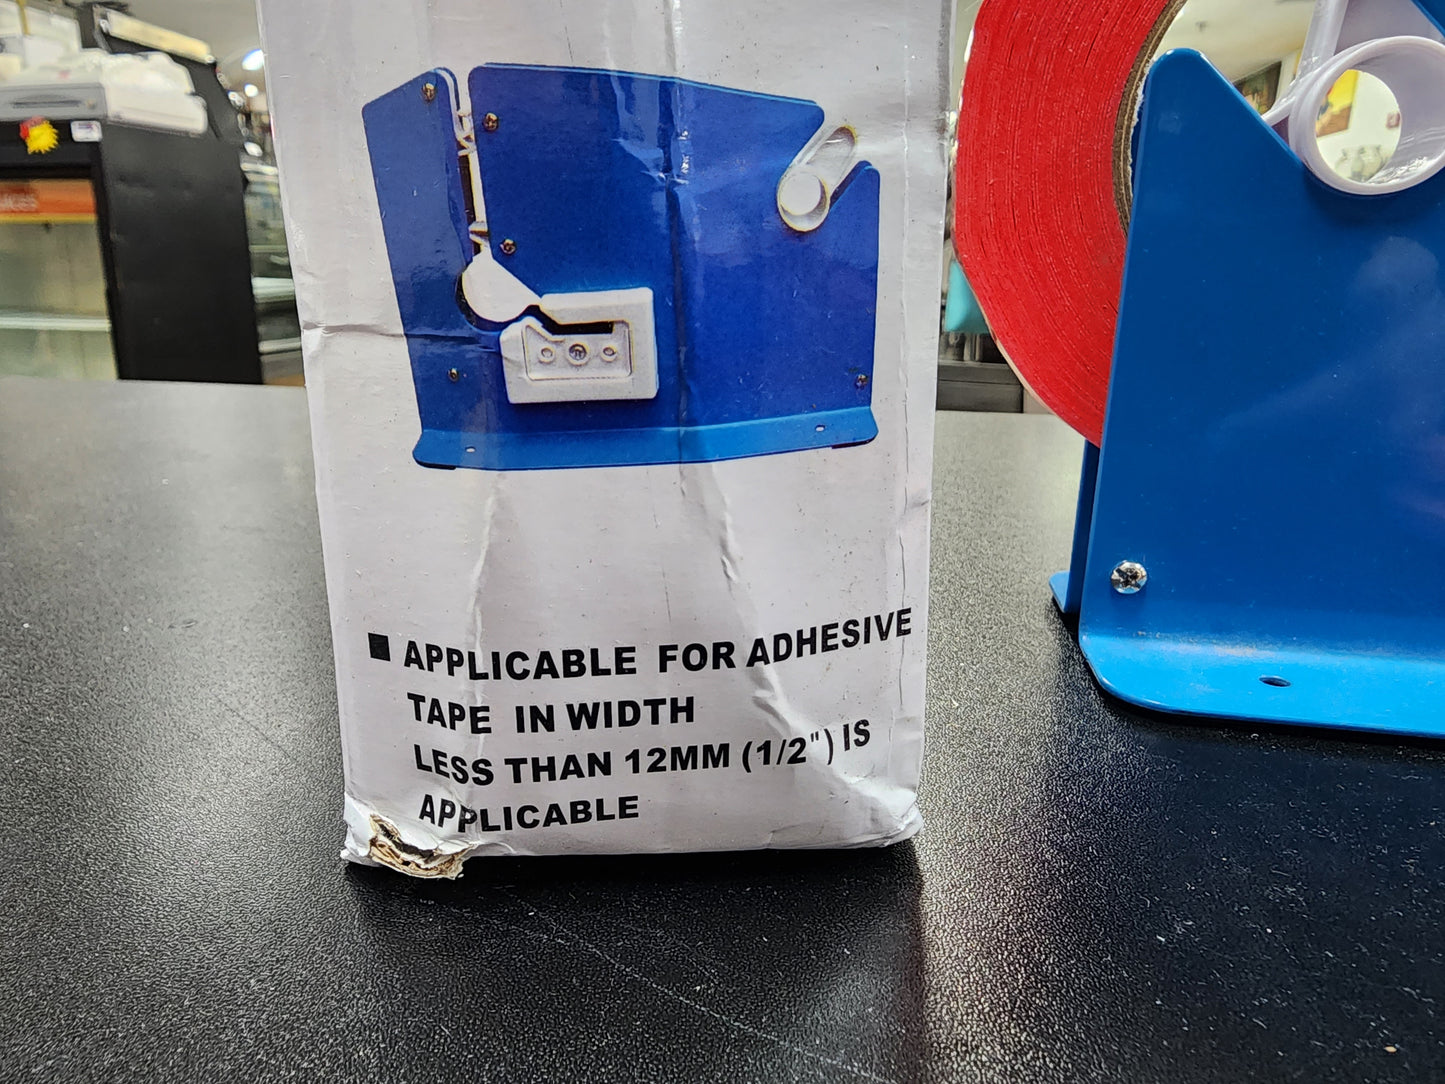 ■ APPLICABLE FOR ADHESIVE
TAPE IN WIDTH
LESS THAN 12MM (1/2") IS
APPLICABLE